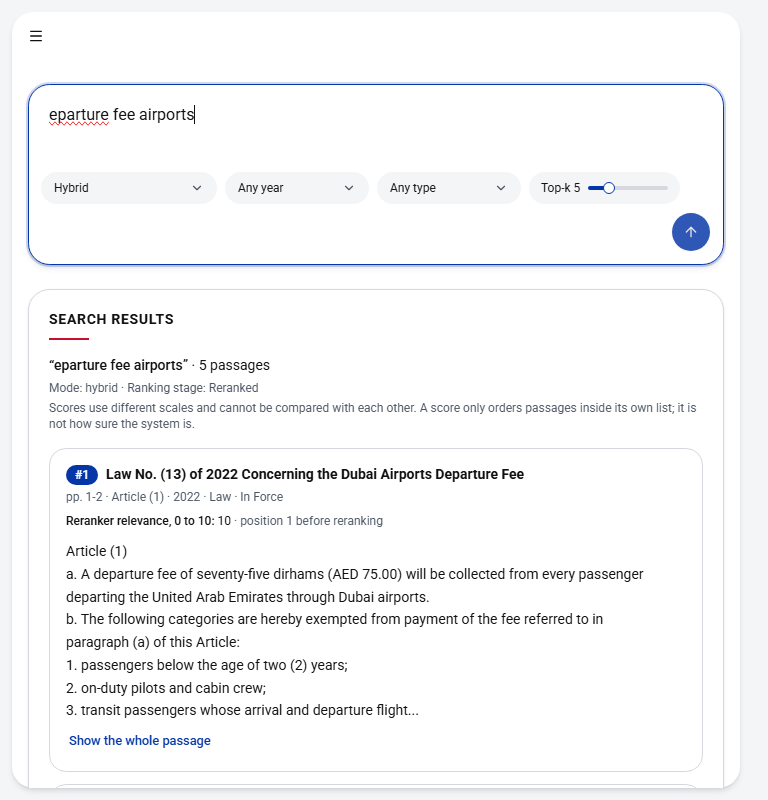 eparture fee airports
Hybrid
Any year
Any type
Top-k 5
SEARCH RESULTS
“eparture fee airports” · 5 passages
Mode: hybrid · Ranking stage: Reranked
Scores use different scales and cannot be compared with each other. A score only orders passages inside its own list; it is
not how sure the system is.
#1 Law No. (13) of 2022 Concerning the Dubai Airports Departure Fee
pp. 1-2 · Article (1) · 2022 · Law · In Force
Reranker relevance, 0 to 10: 10 · position 1 before reranking
Article (1)
a. A departure fee of seventy-five dirhams (AED 75.00) will be collected from every passenger
departing the United Arab Emirates through Dubai airports.
b. The following categories are hereby exempted from payment of the fee referred to in
paragraph (a) of this Article:
1. passengers below the age of two (2) years;
2. on-duty pilots and cabin crew;
3. transit passengers whose arrival and departure flight...
Show the whole passage